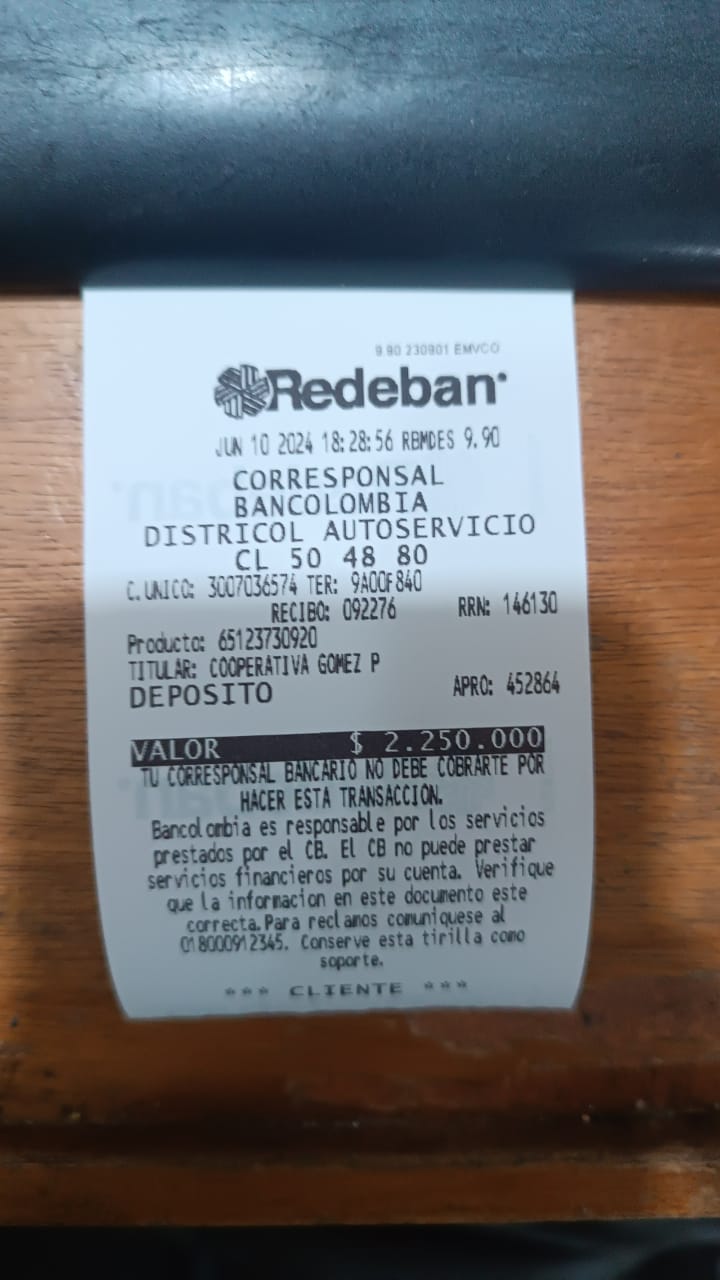 9.90 230901 EMVCO
Redeban
JUN 10 2024 18:28:56 RBMDES 9.90
CORRESPONSAL
BANCOLOMBIA
DISTRICOL AUTOSERVICIO
CL 50 48 80
C.UNICO: 3007036574 TER: 9A00F840
RECIBO: 092276 RRN: 146130
Producto: 65123730920
TITULAR: COOPERATIVA GOMEZ P
DEPOSITO APRO: 452864
VALOR $ 2.250.000
TU CORRESPONSAL BANCARIO NO DEBE COBRARTE POR
HACER ESTA TRANSACCION.
Bancolombia es responsable por los servicios
prestados por el CB. El CB no puede prestar
servicios financieros por su cuenta. Verifique
que la informacion en este documento este
correcta.Para reclamos comuniquese al
018000912345. Conserve esta tirilla como
soporte.
*** CLIENTE ***